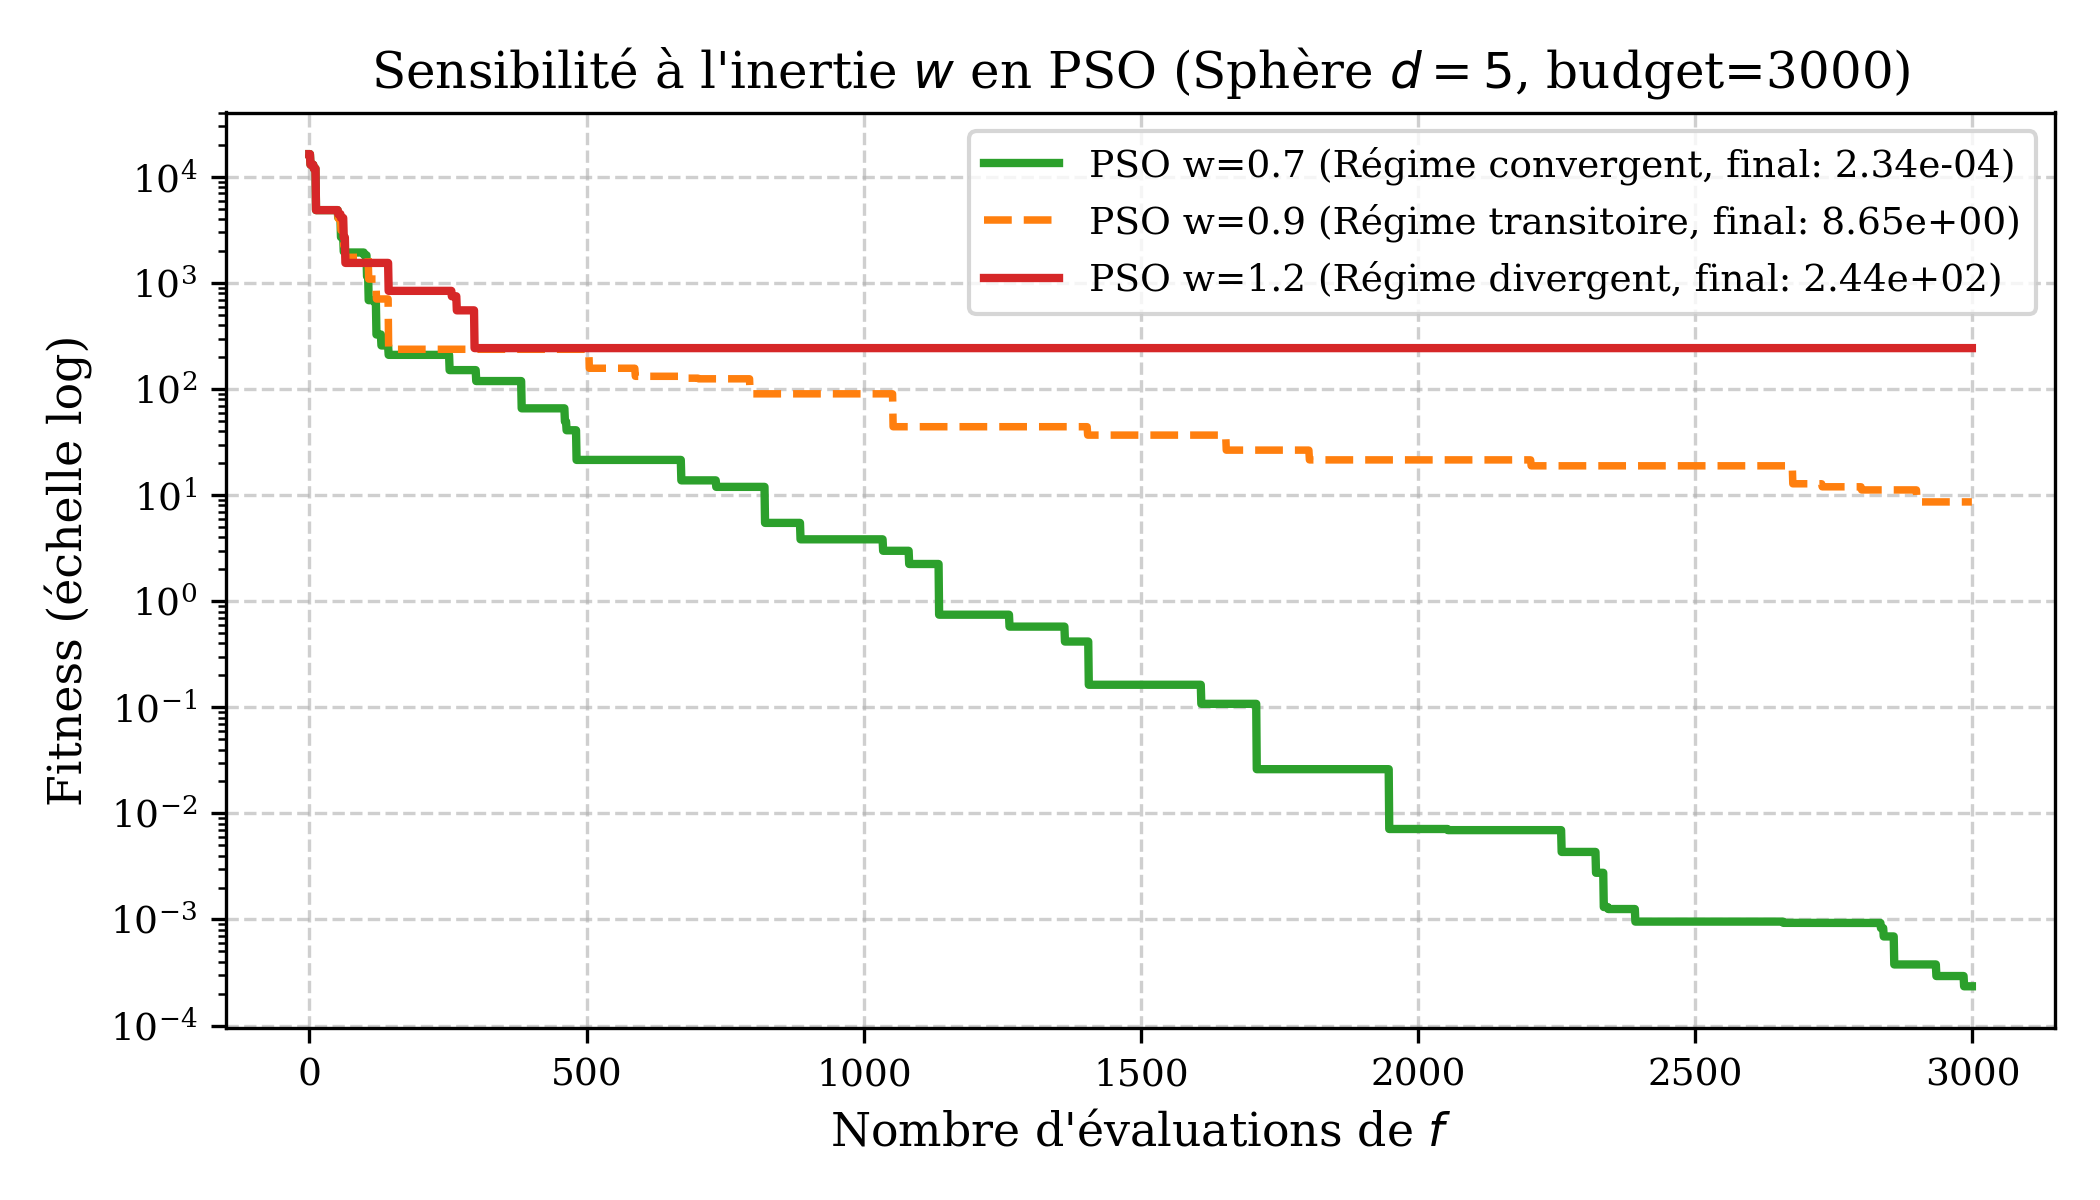 Sensibilité à l'inertie w en PSO (Sphère d = 5, budget=3000)
PSO w=0.7 (Régime convergent, final: 2.34e-04)
PSO w=0.9 (Régime transitoire, final: 8.65e+00)
PSO w=1.2 (Régime divergent, final: 2.44e+02)
Fitness (échelle log)
10⁴
10³
10²
10¹
10⁰
10⁻¹
10⁻²
10⁻³
10⁻⁴
0 500 1000 1500 2000 2500 3000
Nombre d'évaluations de f